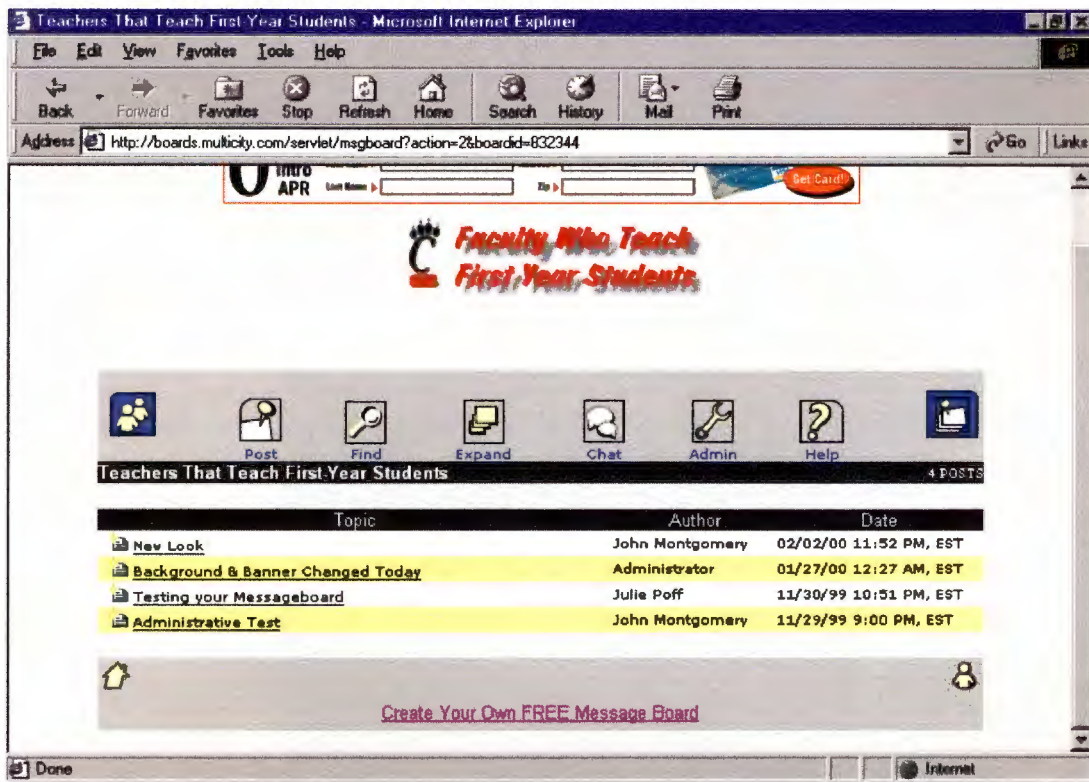 Teachers That Teach First-Year Students - Microsoft Internet Explorer
File Edit View Favorites Tools Help
Back Forward Favorites Stop Refresh Home Search History Mail Print
Address http://boards.multicity.com/servlet/msgboard?action=2&boardid=832344 Go Links
0 Intro APR Last Name Zip Get Card!
C Faculty Who Teach
First Year Students
Post Find Expand Chat Admin Help
Teachers That Teach First-Year Students 4 POSTS
Topic Author Date
New Look John Montgomery 02/02/00 11:52 PM, EST
Background & Banner Changed Today Administrator 01/27/00 12:27 AM, EST
Testing your Messageboard Julie Poff 11/30/99 10:51 PM, EST
Administrative Test John Montgomery 11/29/99 9:00 PM, EST
Create Your Own FREE Message Board
Done Internet